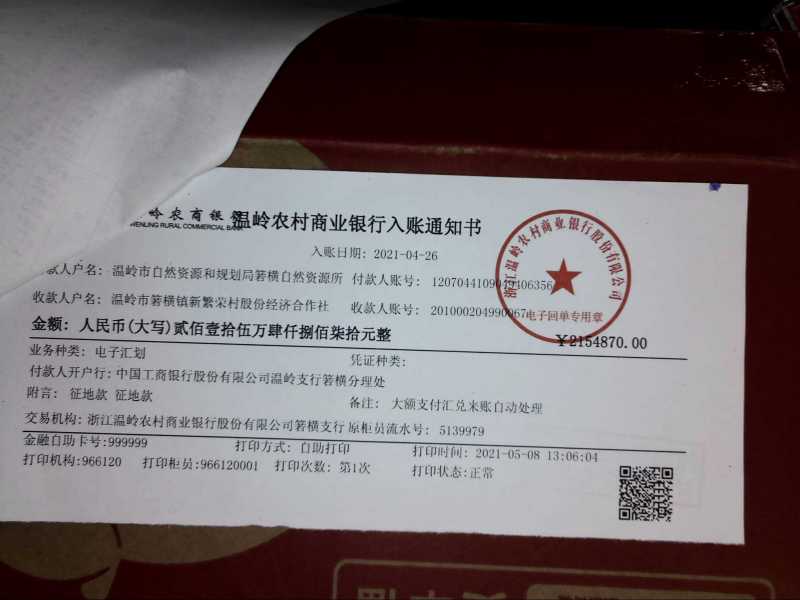 岭农商银行
WENLING RURAL COMMERCIAL BANK
温岭农村商业银行入账通知书
入账日期: 2021-04-26
款人户名: 温岭市自然资源和规划局箬横自然资源所 付款人账号: 1207044109049406356
收款人户名: 温岭市箬横镇新繁荣村股份经济合作社 收款人账号: 201000204990067
金额: 人民币(大写)贰佰壹拾伍万肆仟捌佰柒拾元整 ¥2154870.00
业务种类: 电子汇划 凭证种类:
付款人开户行: 中国工商银行股份有限公司温岭支行箬横分理处
附言: 征地款 征地款 备注: 大额支付汇兑来账自动处理
交易机构: 浙江温岭农村商业银行股份有限公司箬横支行 原柜员流水号: 5139979
金融自助卡号:999999 打印方式: 自助打印 打印时间: 2021-05-08 13:06:04
打印机构:966120 打印柜员:966120001 打印次数: 第1次 打印状态:正常
浙江温岭农村商业银行股份有限公司
电子回单专用章